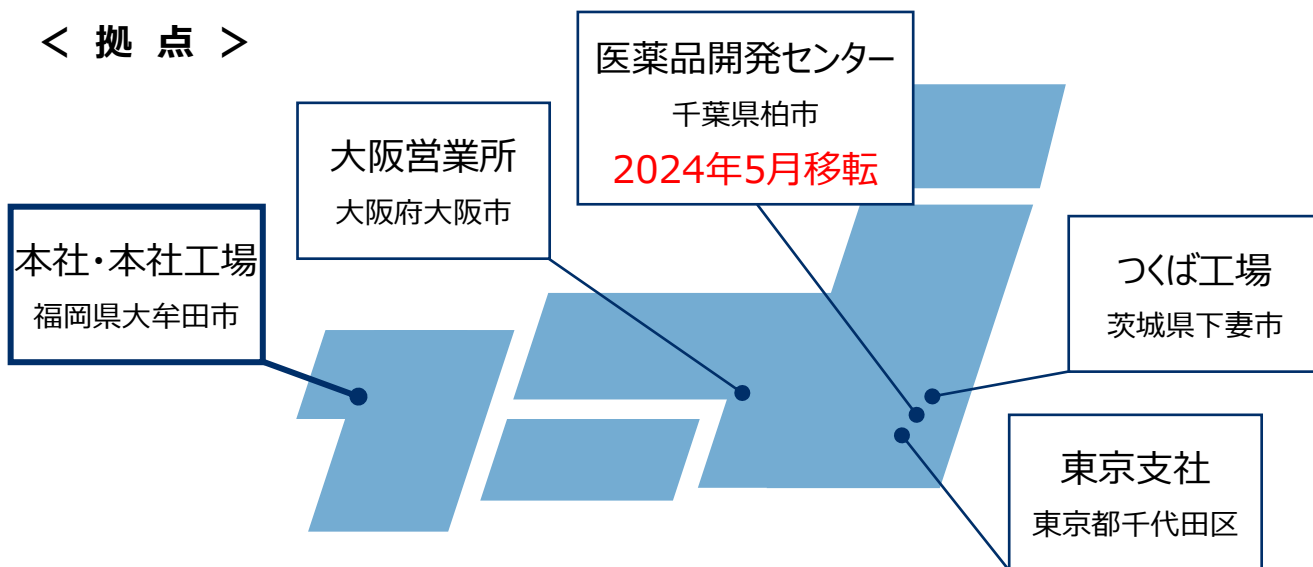 ＜ 拠 点 ＞
医薬品開発センター
千葉県柏市
2024年5月移転
大阪営業所
大阪府大阪市
本社・本社工場
福岡県大牟田市
つくば工場
茨城県下妻市
東京支社
東京都千代田区